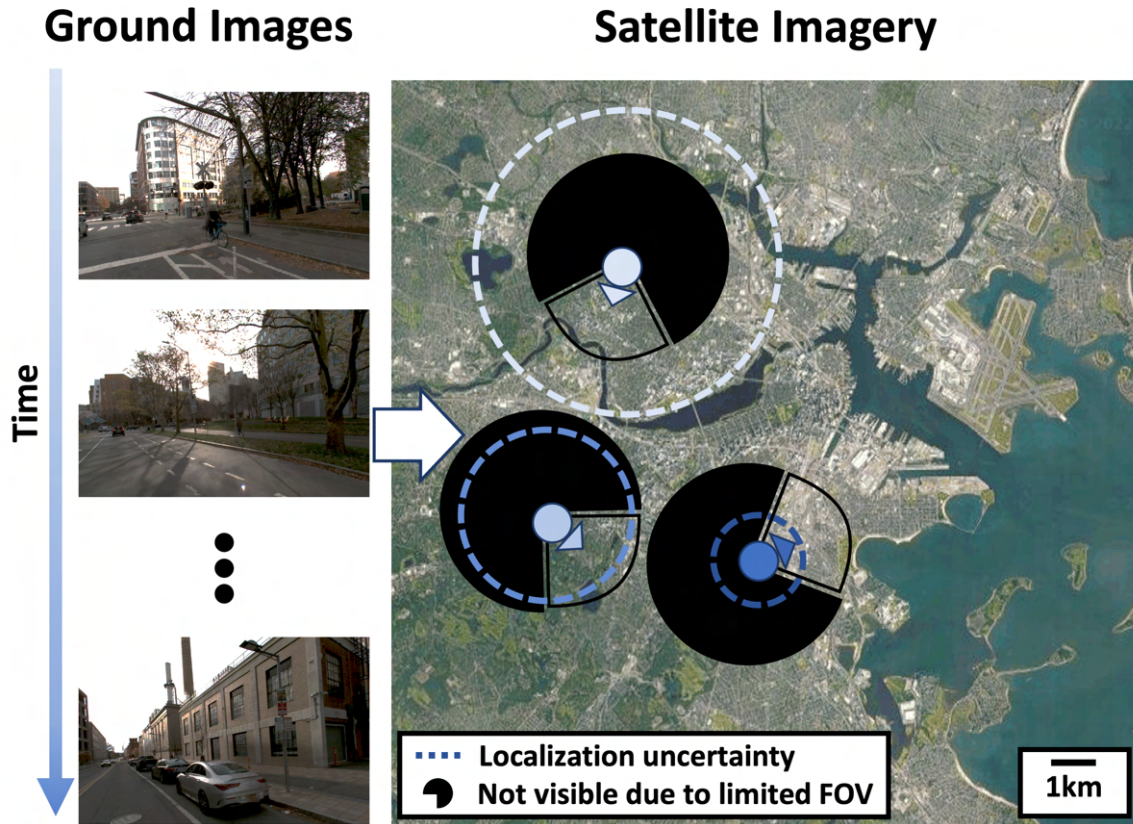 Ground Images
Satellite Imagery
Time
Localization uncertainty
Not visible due to limited FOV
1km